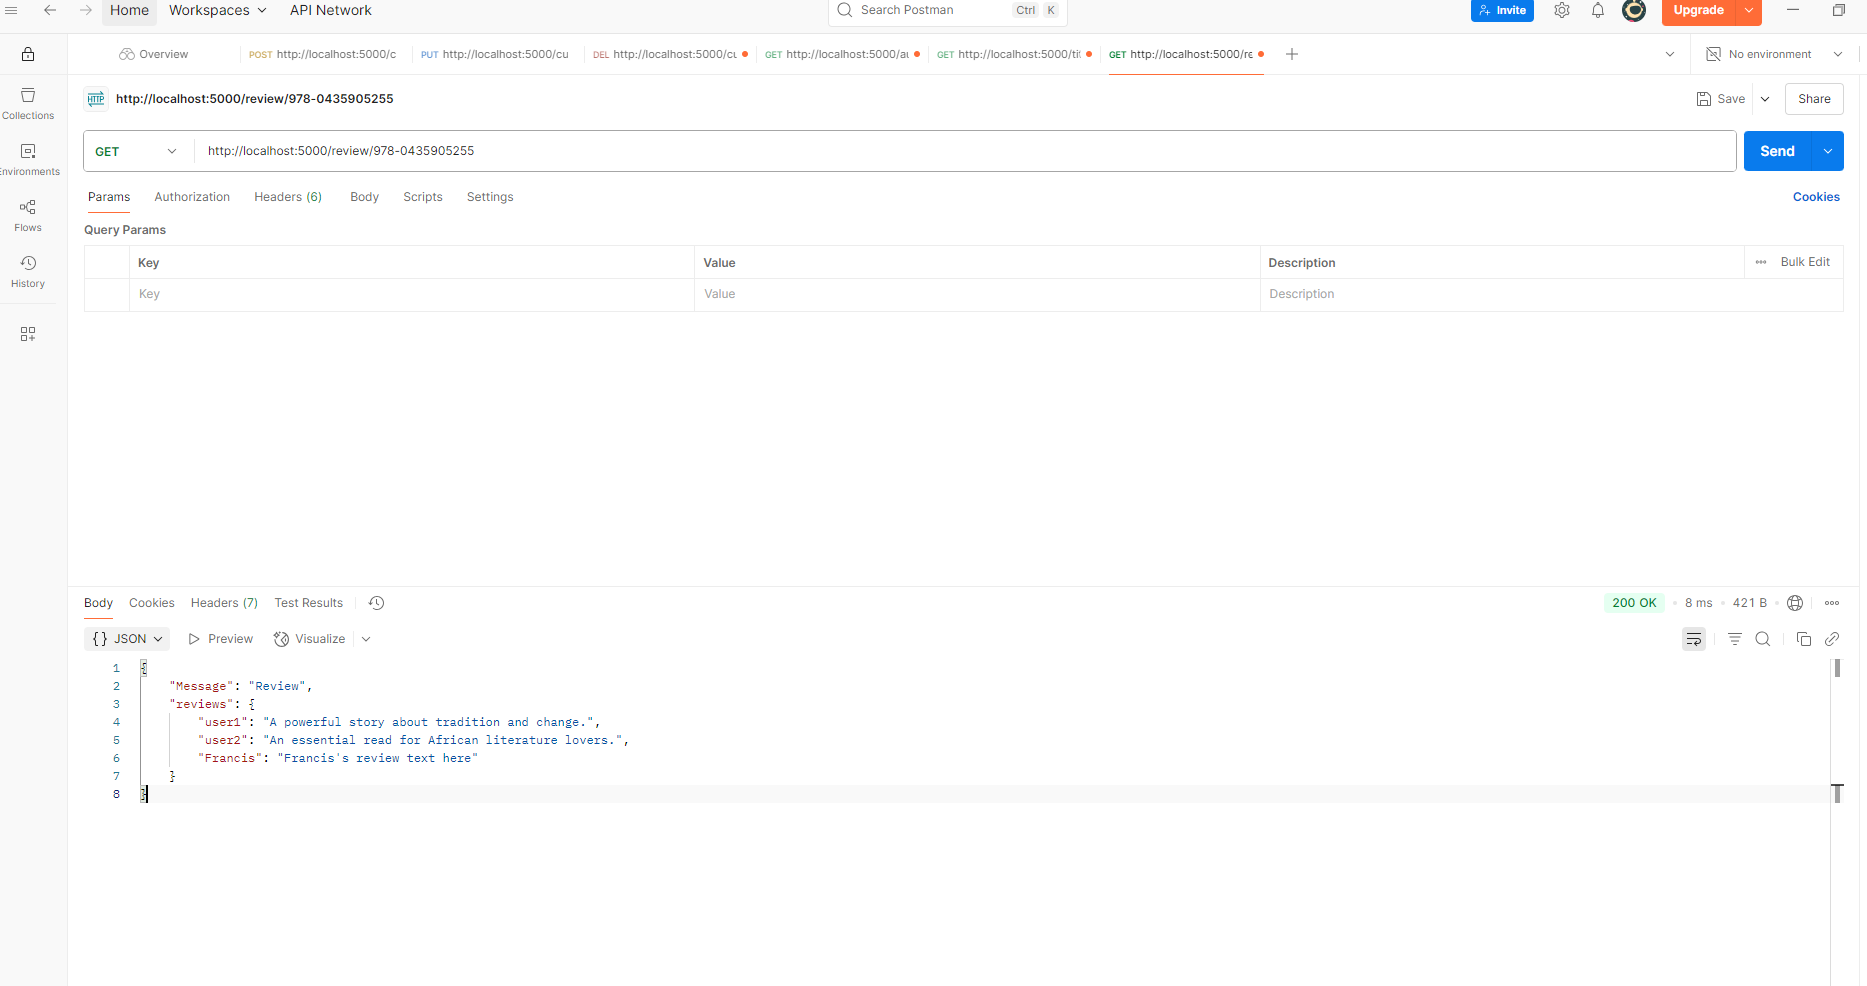 Home Workspaces API Network Search Postman Ctrl K Invite Upgrade
Overview POST http://localhost:5000/c PUT http://localhost:5000/cu DEL http://localhost:5000/cu GET http://localhost:5000/au GET http://localhost:5000/tit GET http://localhost:5000/re No environment
HTTP http://localhost:5000/review/978-0435905255 Save Share
GET http://localhost:5000/review/978-0435905255 Send
Params Authorization Headers (6) Body Scripts Settings Cookies
Query Params
Key Value Description Bulk Edit
Key Value Description
Collections
Environments
Flows
History
Body Cookies Headers (7) Test Results 200 OK 8 ms 421 B
{} JSON Preview Visualize
1 {
2 "Message": "Review",
3 "reviews": {
4 "user1": "A powerful story about tradition and change.",
5 "user2": "An essential read for African literature lovers.",
6 "Francis": "Francis's review text here"
7 }
8 }